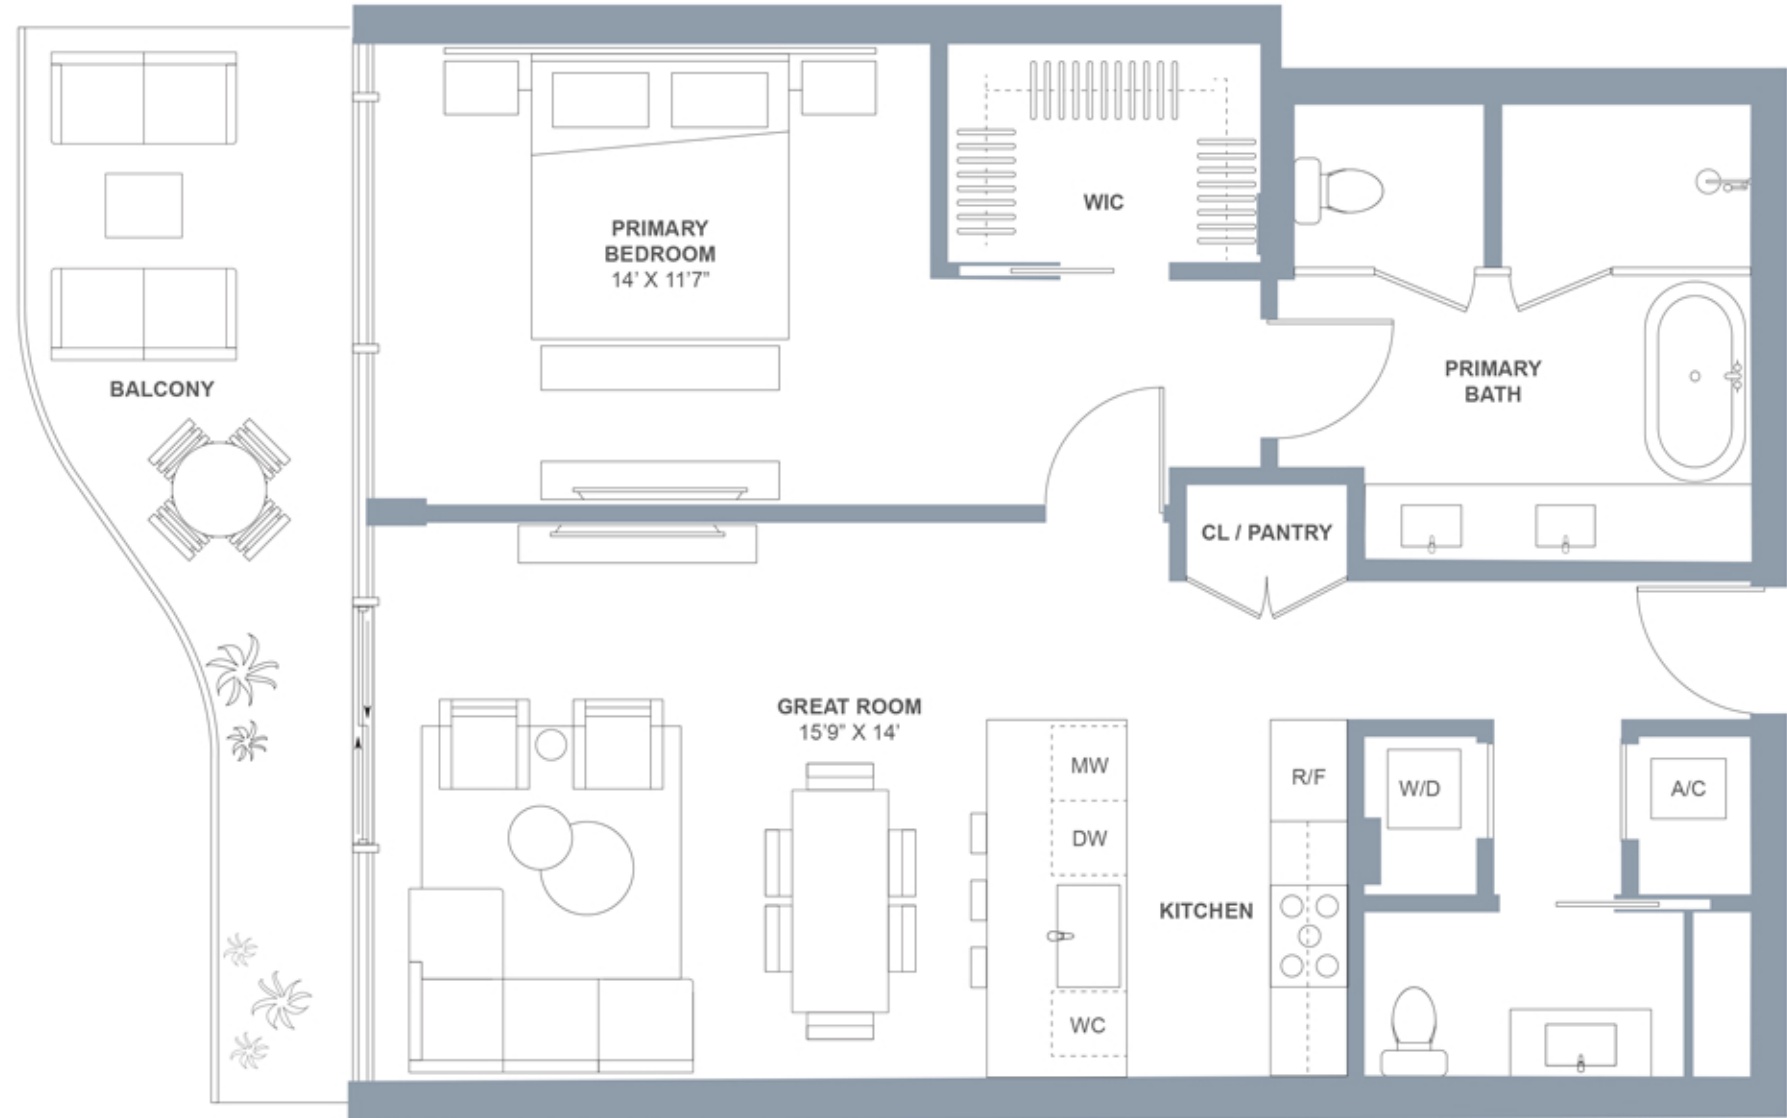 WIC
PRIMARY
BEDROOM
14’ X 11’7”
PRIMARY
BATH
BALCONY
CL / PANTRY
GREAT ROOM
15’9” X 14’
MW
R/F
W/D
A/C
DW
KITCHEN
WC